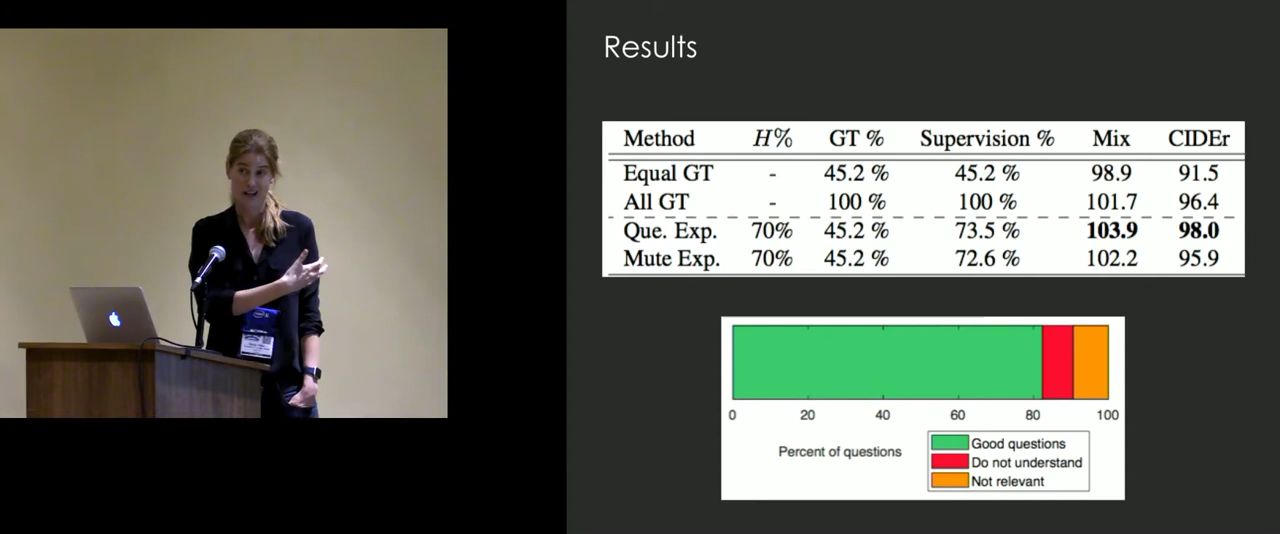 Results
Method H% GT % Supervision % Mix CIDEr
Equal GT - 45.2 % 45.2 % 98.9 91.5
All GT - 100 % 100 % 101.7 96.4
Que. Exp. 70% 45.2 % 73.5 % 103.9 98.0
Mute Exp. 70% 45.2 % 72.6 % 102.2 95.9
0 20 40 60 80 100
Percent of questions
Good questions
Do not understand
Not relevant